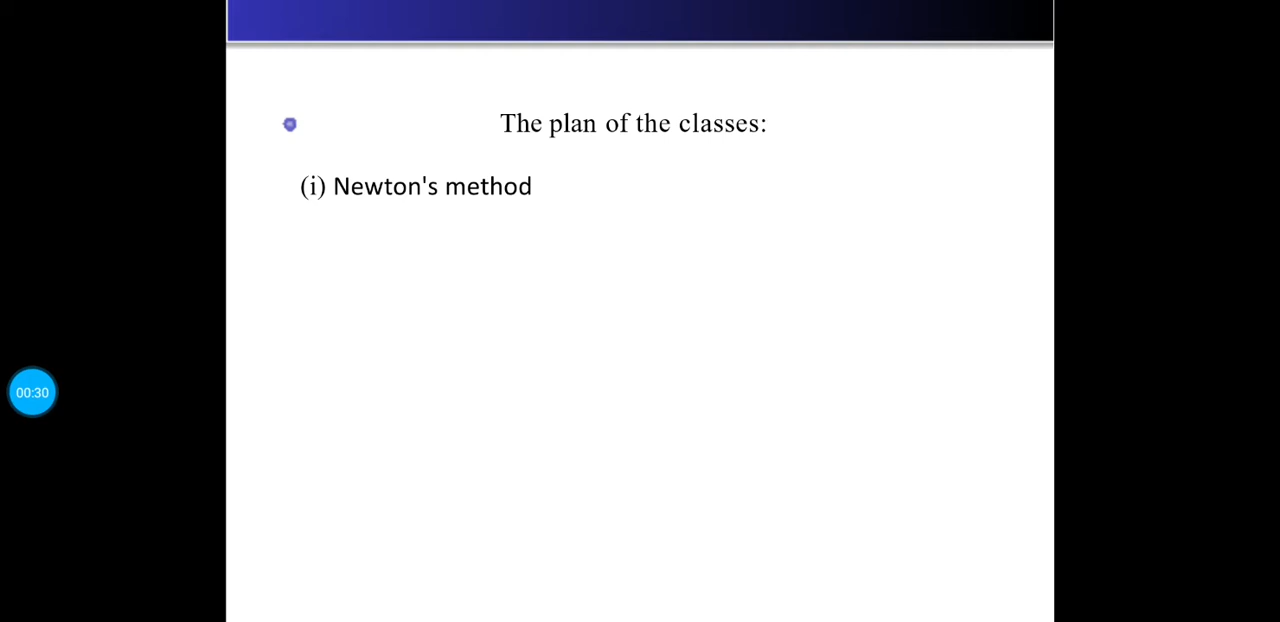 The plan of the classes:
(i) Newton's method
00:30